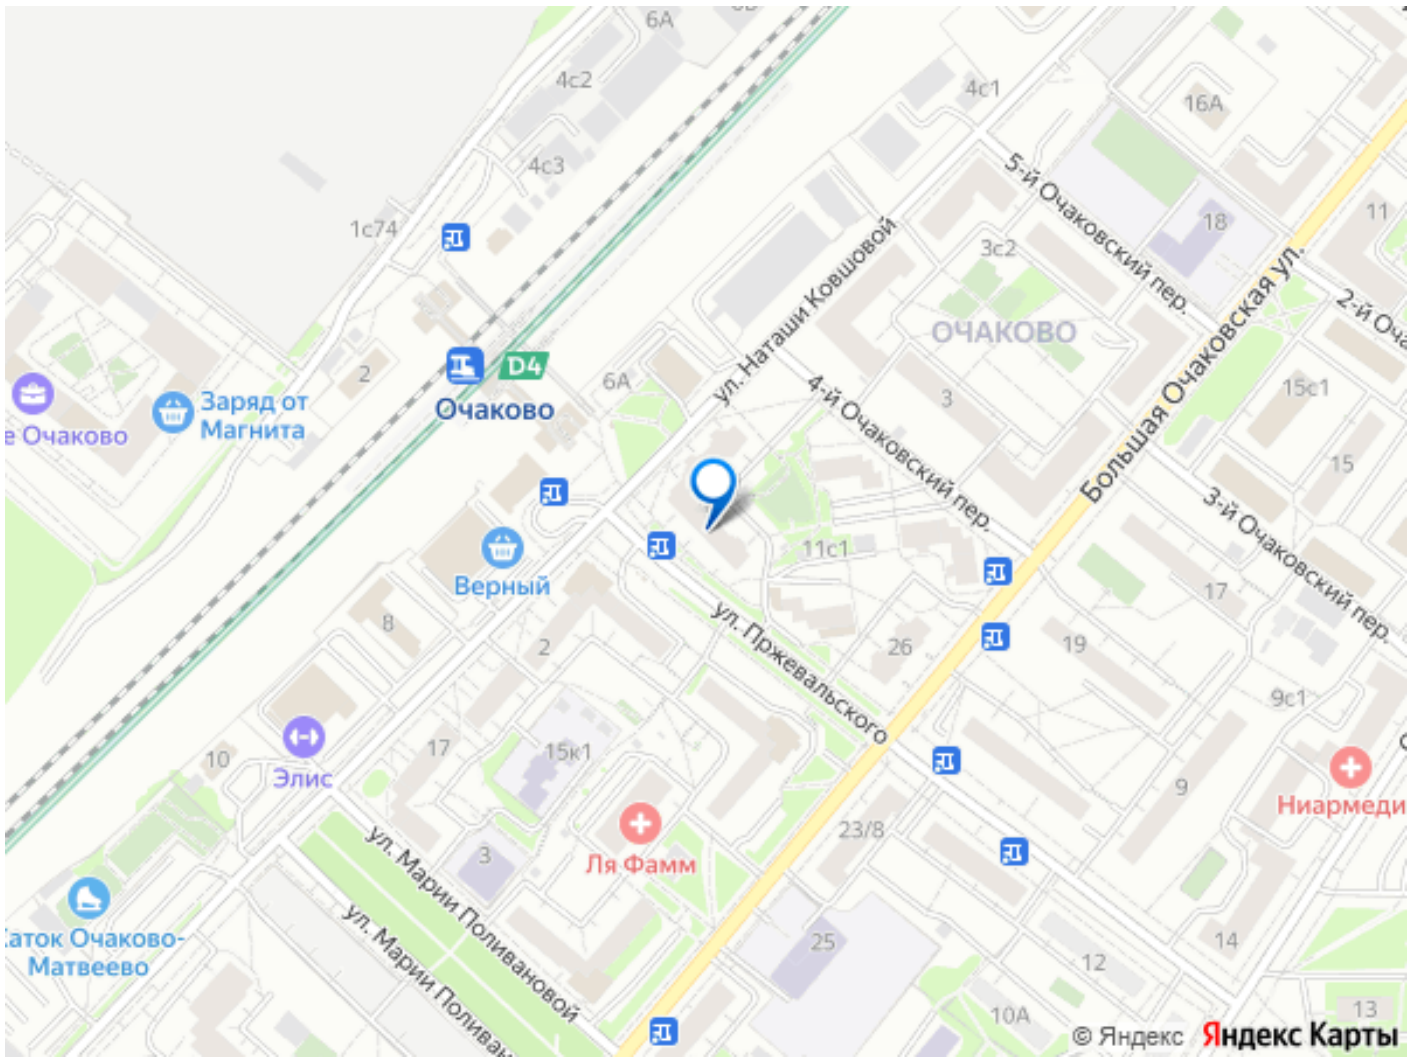 6А
4с2
4с1
16А
4с3
5-й Очаковский пер.
11
18
1с74
3с2
ул. Наташи Ковшовой
ОЧАКОВО
Большая Очаковская ул.
2-й Оча
D4
2
6А
Очаково
Заряд от
Магнита
е Очаково
4-й Очаковский пер.
3
15с1
15
3-й Очаковский пер.
11с1
Верный
8
2
ул. Пржевальского
26
17
19
9с1
17
15к1
10
Элис
9
Ниармеди
23/8
Ля Фамм
3
ул. Марии Поливановой
ул. Марии Поливан
аток Очаково-
Матвеево
25
14
12
10А
13
© Яндекс Яндекс Карты